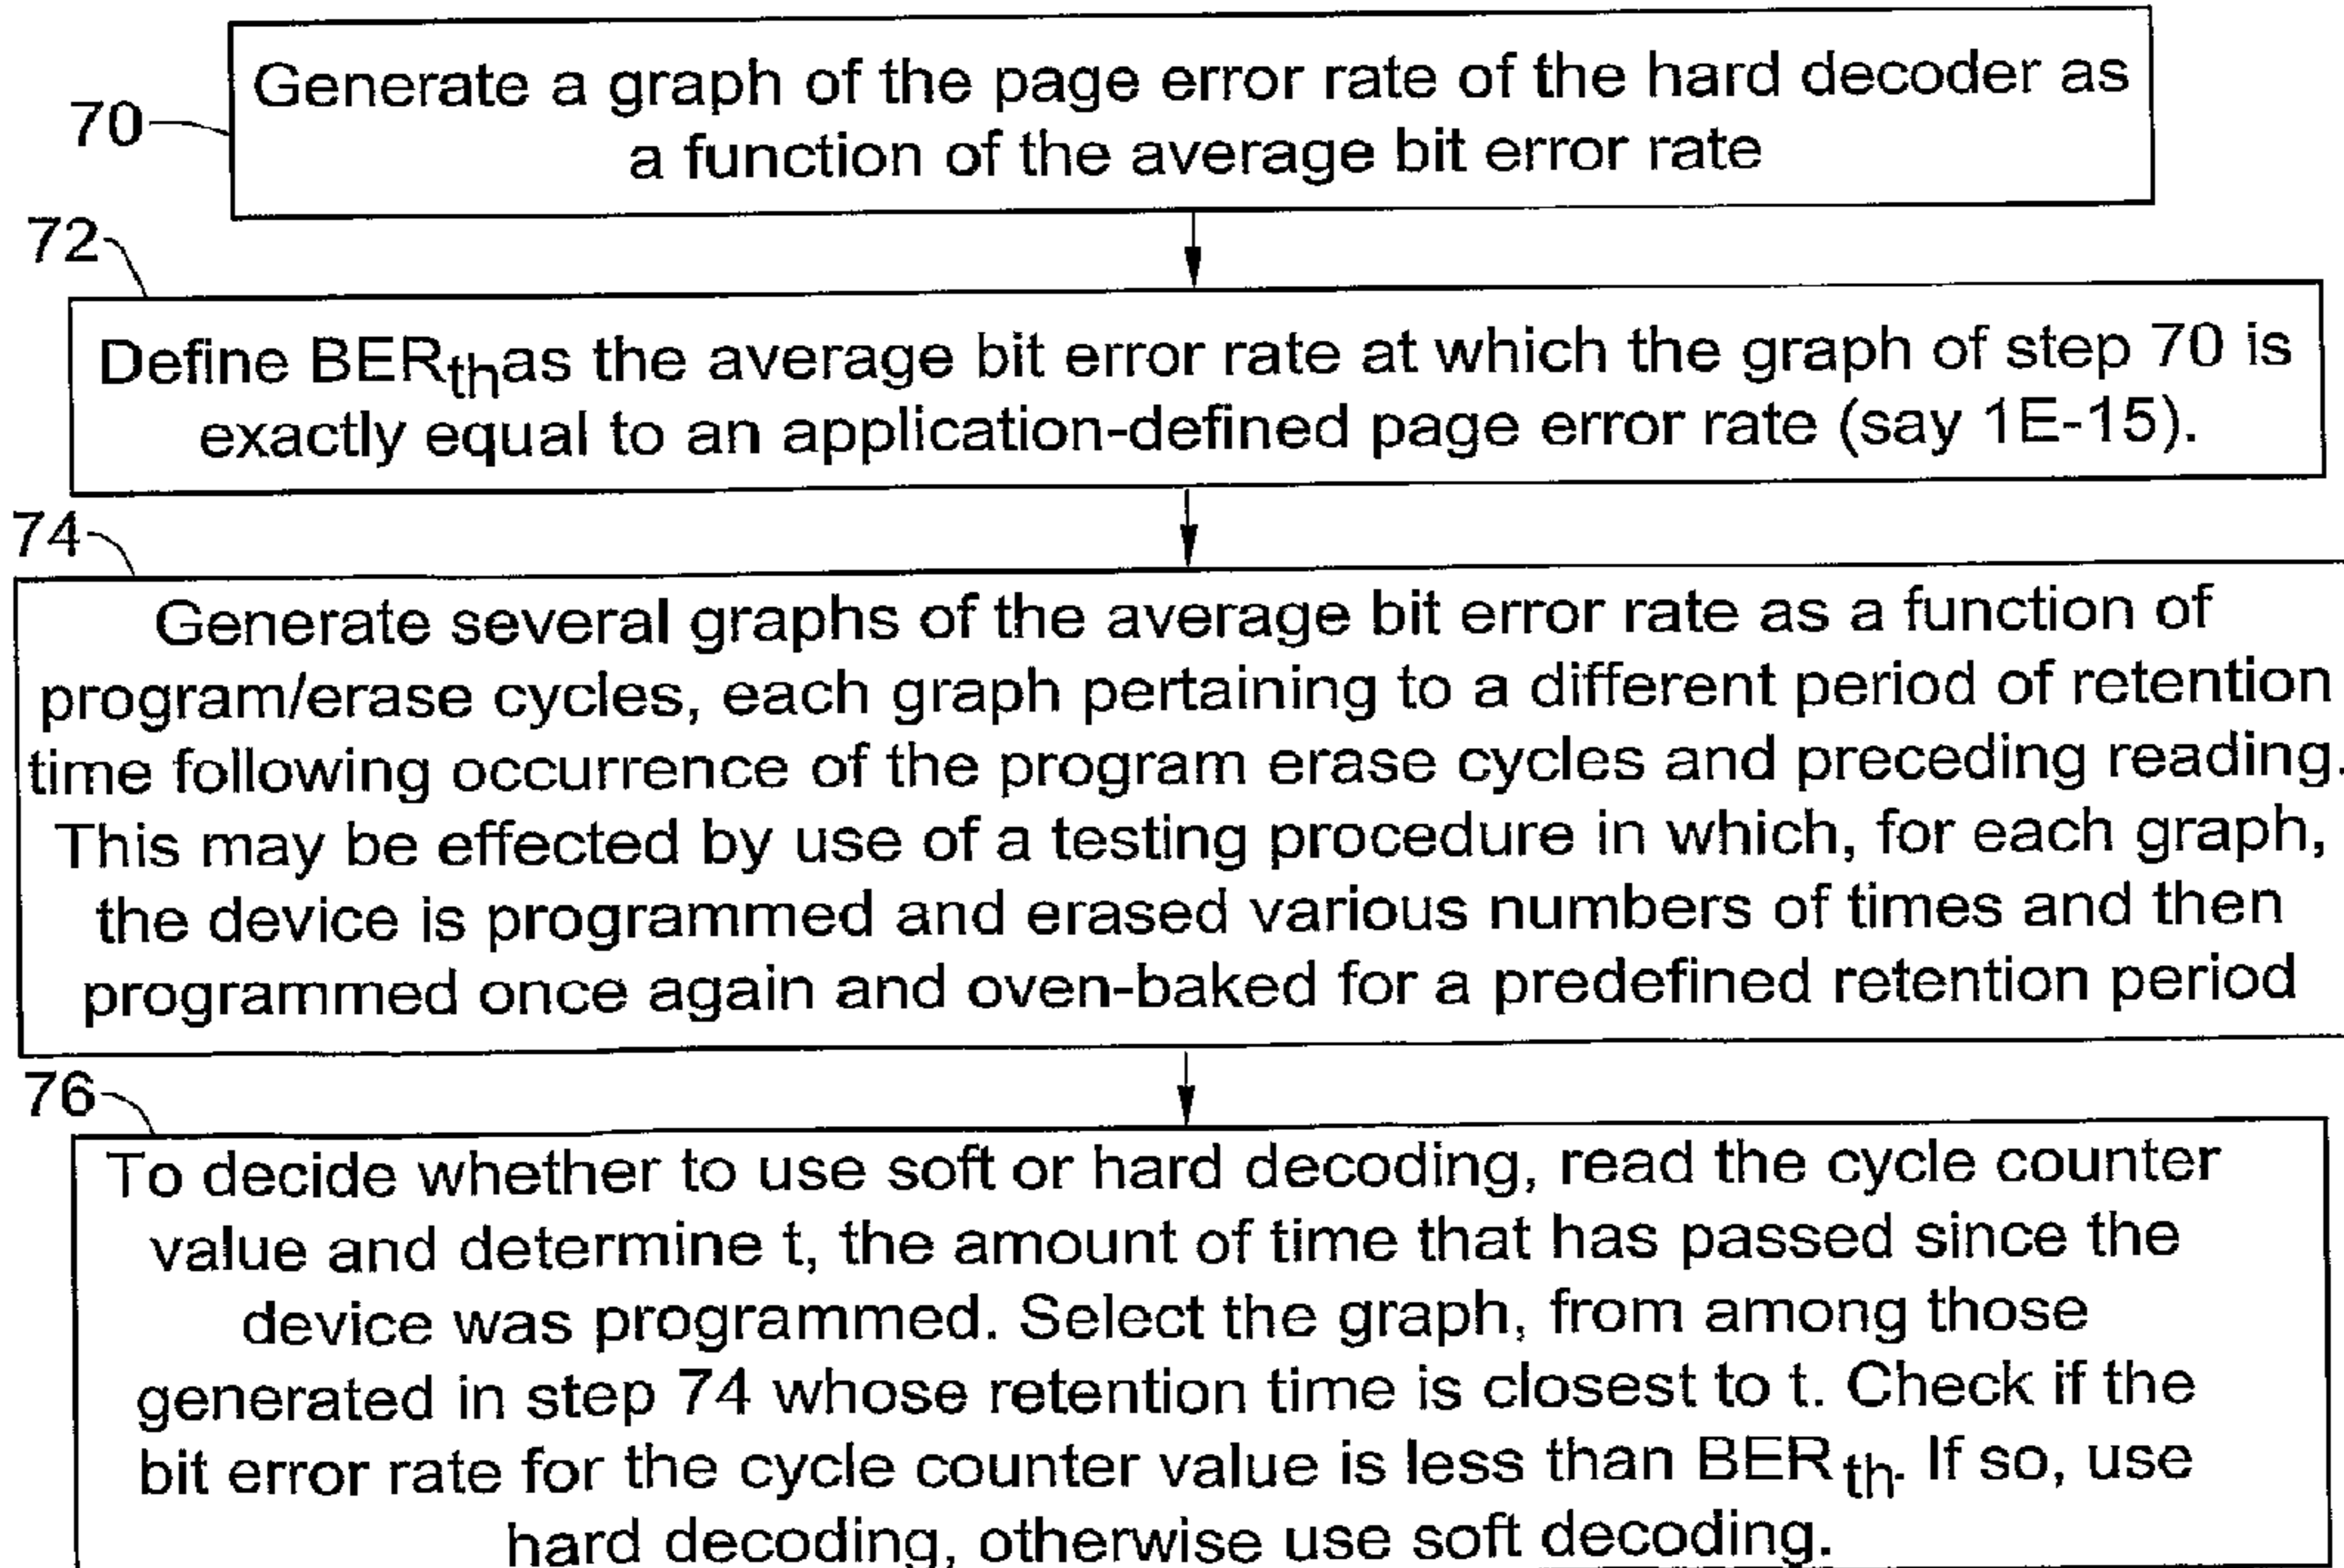 70
Generate a graph of the page error rate of the hard decoder as
a function of the average bit error rate
72
Define BERthas the average bit error rate at which the graph of step 70 is
exactly equal to an application-defined page error rate (say 1E-15).
74
Generate several graphs of the average bit error rate as a function of
program/erase cycles, each graph pertaining to a different period of retention
time following occurrence of the program erase cycles and preceding reading.
This may be effected by use of a testing procedure in which, for each graph,
the device is programmed and erased various numbers of times and then
programmed once again and oven-baked for a predefined retention period
76
To decide whether to use soft or hard decoding, read the cycle counter
value and determine t, the amount of time that has passed since the
device was programmed. Select the graph, from among those
generated in step 74 whose retention time is closest to t. Check if the
bit error rate for the cycle counter value is less than BER th. If so, use
hard decoding, otherwise use soft decoding.